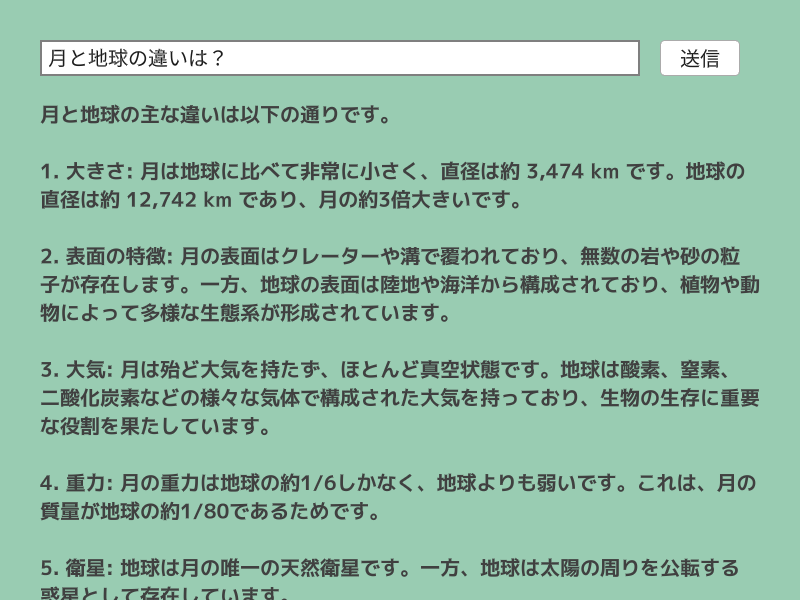 月と地球の違いは？
送信
月と地球の主な違いは以下の通りです。
1. 大きさ: 月は地球に比べて非常に小さく、直径は約 3,474 km です。地球の
直径は約 12,742 km であり、月の約3倍大きいです。
2. 表面の特徴: 月の表面はクレーターや溝で覆われており、無数の岩や砂の粒
子が存在します。一方、地球の表面は陸地や海洋から構成されており、植物や動
物によって多様な生態系が形成されています。
3. 大気: 月は殆ど大気を持たず、ほとんど真空状態です。地球は酸素、窒素、
二酸化炭素などの様々な気体で構成された大気を持っており、生物の生存に重要
な役割を果たしています。
4. 重力: 月の重力は地球の約1/6しかなく、地球よりも弱いです。これは、月の
質量が地球の約1/80であるためです。
5. 衛星: 地球は月の唯一の天然衛星です。一方、地球は太陽の周りを公転する
惑星として存在しています。